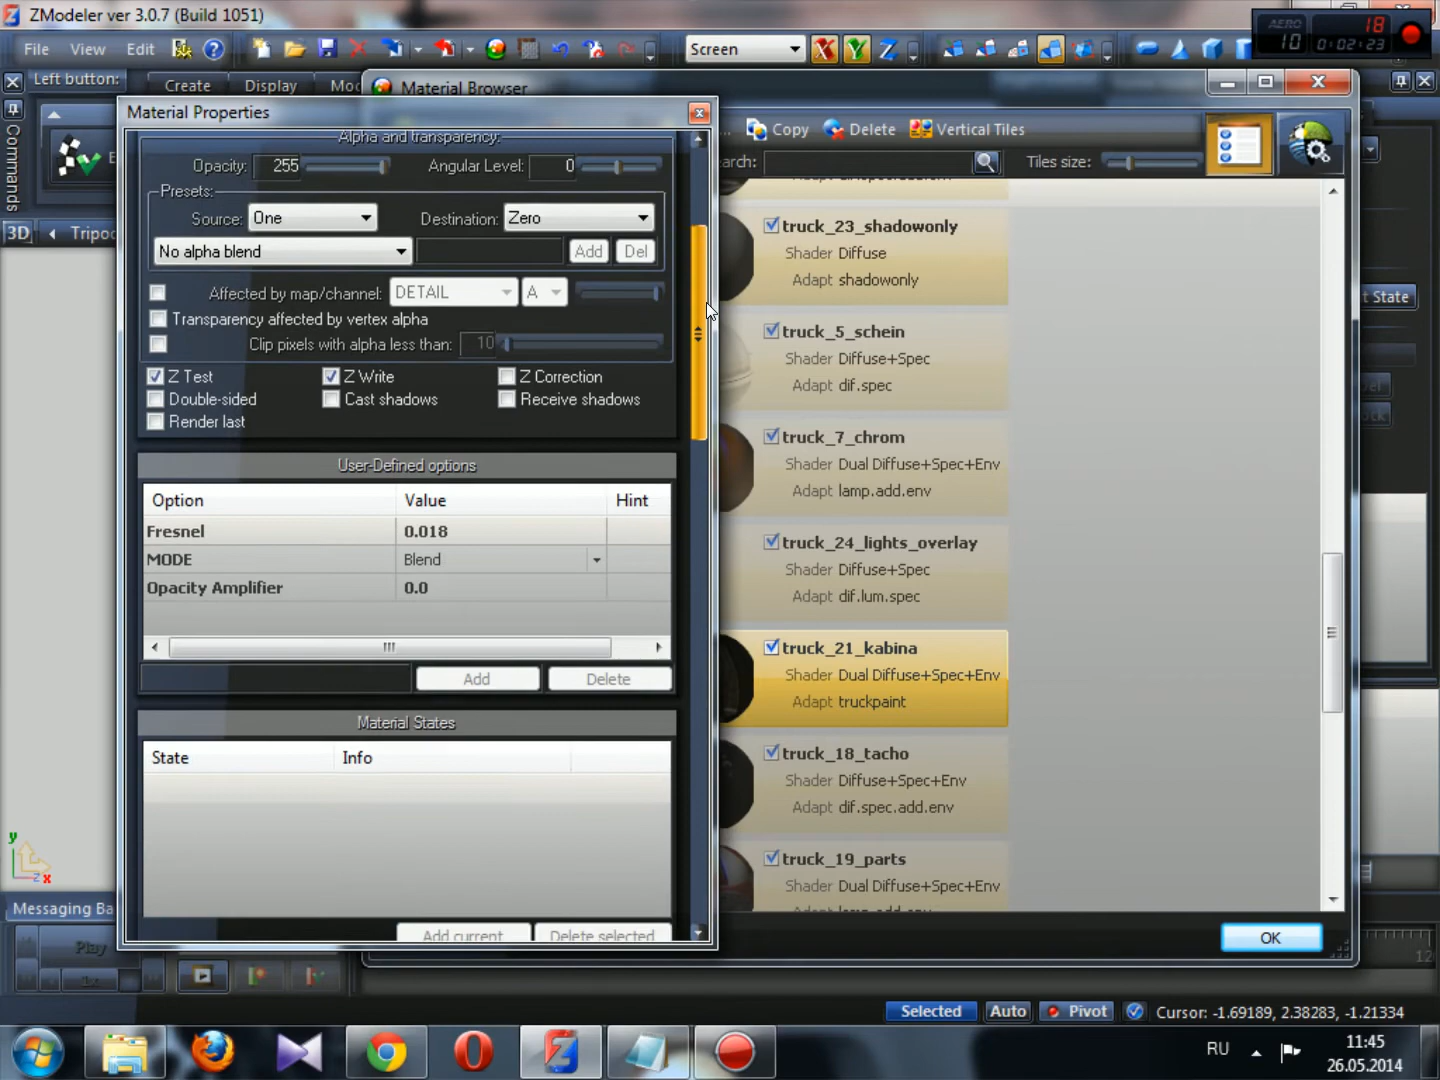 ZModeler ver 3.0.7 (Build 1051)
File View Edit
Screen
X Y Z
AERO 10
18
0:02:23
Left button:
Create Display
Material Browser
Commands
Material Properties
Copy Delete Vertical Tiles
Tiles size:
3D
Alpha and transparency:
Opacity: 255 Angular Level: 0
Presets:
Source: One Destination: Zero
No alpha blend Add Del
Affected by map/channel: DETAIL A
Transparency affected by vertex alpha
Clip pixels with alpha less than: 10
Z Test Z Write Z Correction
Double-sided Cast shadows Receive shadows
Render last
User-Defined options
Option Value Hint
Fresnel 0.018
MODE Blend
Opacity Amplifier 0.0
Add Delete
Material States
State Info
Add current Delete selected
truck_23_shadowonly
Shader Diffuse
Adapt shadowonly
truck_5_schein
Shader Diffuse+Spec
Adapt dif.spec
truck_7_chrom
Shader Dual Diffuse+Spec+Env
Adapt lamp.add.env
truck_24_lights_overlay
Shader Diffuse+Spec
Adapt dif.lum.spec
truck_21_kabina
Shader Dual Diffuse+Spec+Env
Adapt truckpaint
truck_18_tacho
Shader Diffuse+Spec+Env
Adapt dif.spec.add.env
truck_19_parts
Shader Dual Diffuse+Spec+Env
t State
OK
y
z x
Messaging Ba
Play
1x
Selected Auto Pivot Cursor: -1.69189, 2.38283, -1.21334
RU
11:45
26.05.2014